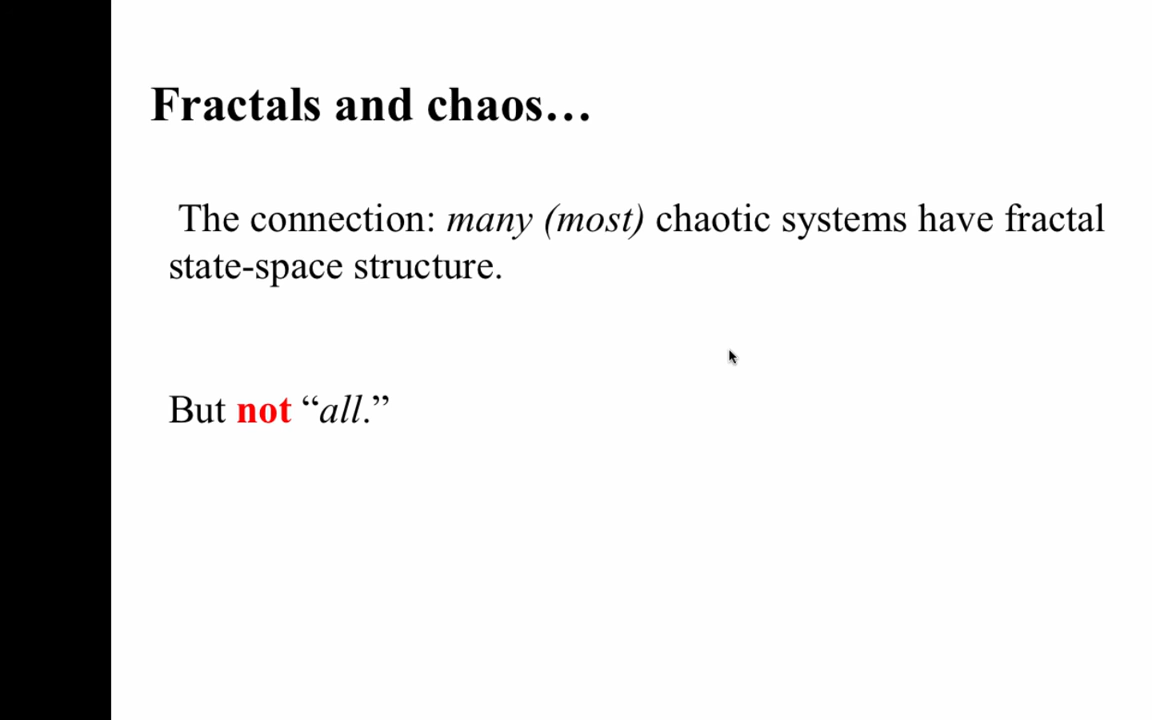 Fractals and chaos…
The connection: many (most) chaotic systems have fractal
state-space structure.
But not “all.”